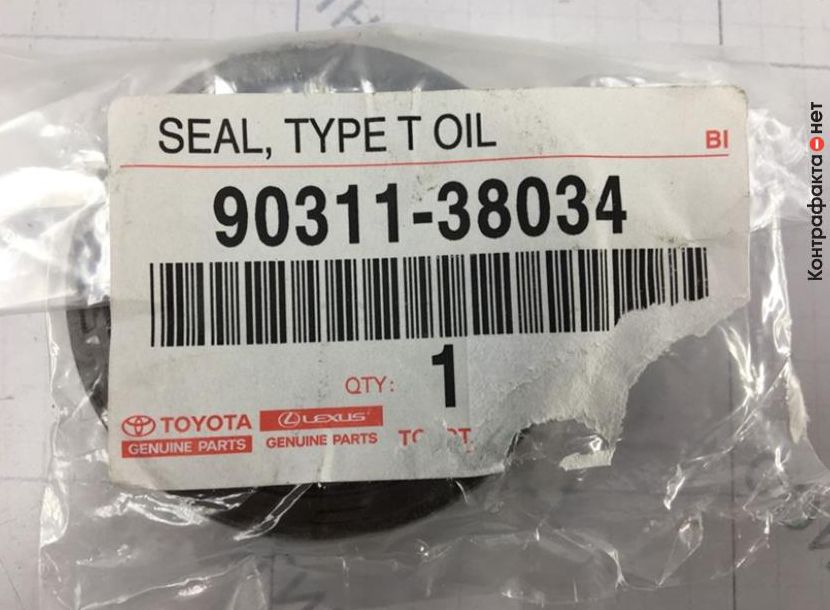 SEAL, TYPE T OIL
BI
90311-38034
QTY: 1
TOYOTA
GENUINE PARTS
LEXUS
GENUINE PARTS
Контрафакта нет